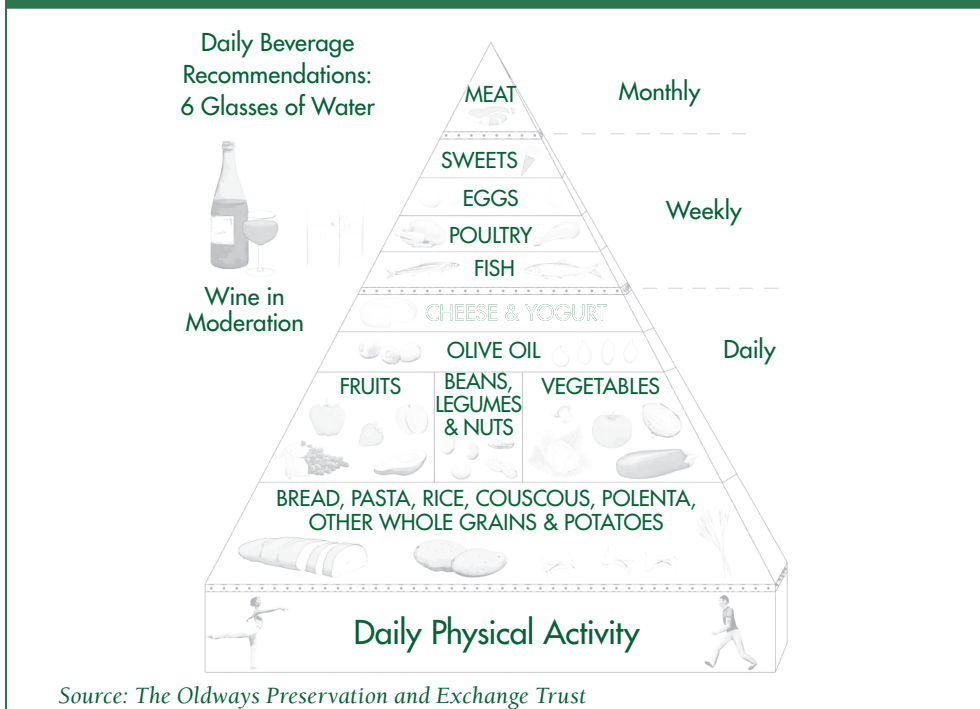 Daily Beverage
Recommendations:
6 Glasses of Water
MEAT
Monthly
SWEETS
EGGS
Weekly
POULTRY
FISH
Wine in
Moderation
CHEESE & YOGURT
OLIVE OIL
Daily
FRUITS
BEANS,
LEGUMES
& NUTS
VEGETABLES
BREAD, PASTA, RICE, COUSCOUS, POLENTA,
OTHER WHOLE GRAINS & POTATOES
Daily Physical Activity
Source: The Oldways Preservation and Exchange Trust